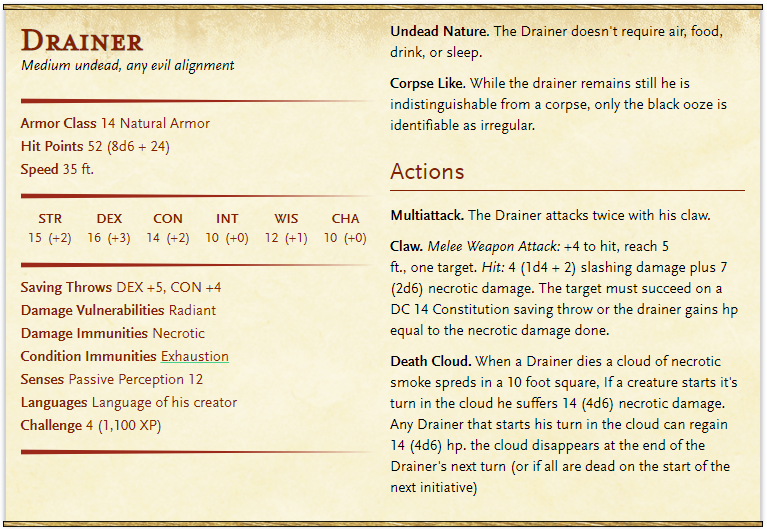 DRAINER
Medium undead, any evil alignment
Armor Class 14 Natural Armor
Hit Points 52 (8d6 + 24)
Speed 35 ft.
STR DEX CON INT WIS CHA
15 (+2) 16 (+3) 14 (+2) 10 (+0) 12 (+1) 10 (+0)
Saving Throws DEX +5, CON +4
Damage Vulnerabilities Radiant
Damage Immunities Necrotic
Condition Immunities Exhaustion
Senses Passive Perception 12
Languages Language of his creator
Challenge 4 (1,100 XP)
Undead Nature. The Drainer doesn't require air, food,
drink, or sleep.
Corpse Like. While the drainer remains still he is
indistinguishable from a corpse, only the black ooze is
identifiable as irregular.
Actions
Multiattack. The Drainer attacks twice with his claw.
Claw. Melee Weapon Attack: +4 to hit, reach 5
ft., one target. Hit: 4 (1d4 + 2) slashing damage plus 7
(2d6) necrotic damage. The target must succeed on a
DC 14 Constitution saving throw or the drainer gains hp
equal to the necrotic damage done.
Death Cloud. When a Drainer dies a cloud of necrotic
smoke spreds in a 10 foot square, If a creature starts it's
turn in the cloud he suffers 14 (4d6) necrotic damage.
Any Drainer that starts his turn in the cloud can regain
14 (4d6) hp. the cloud disappears at the end of the
Drainer's next turn (or if all are dead on the start of the
next initiative)